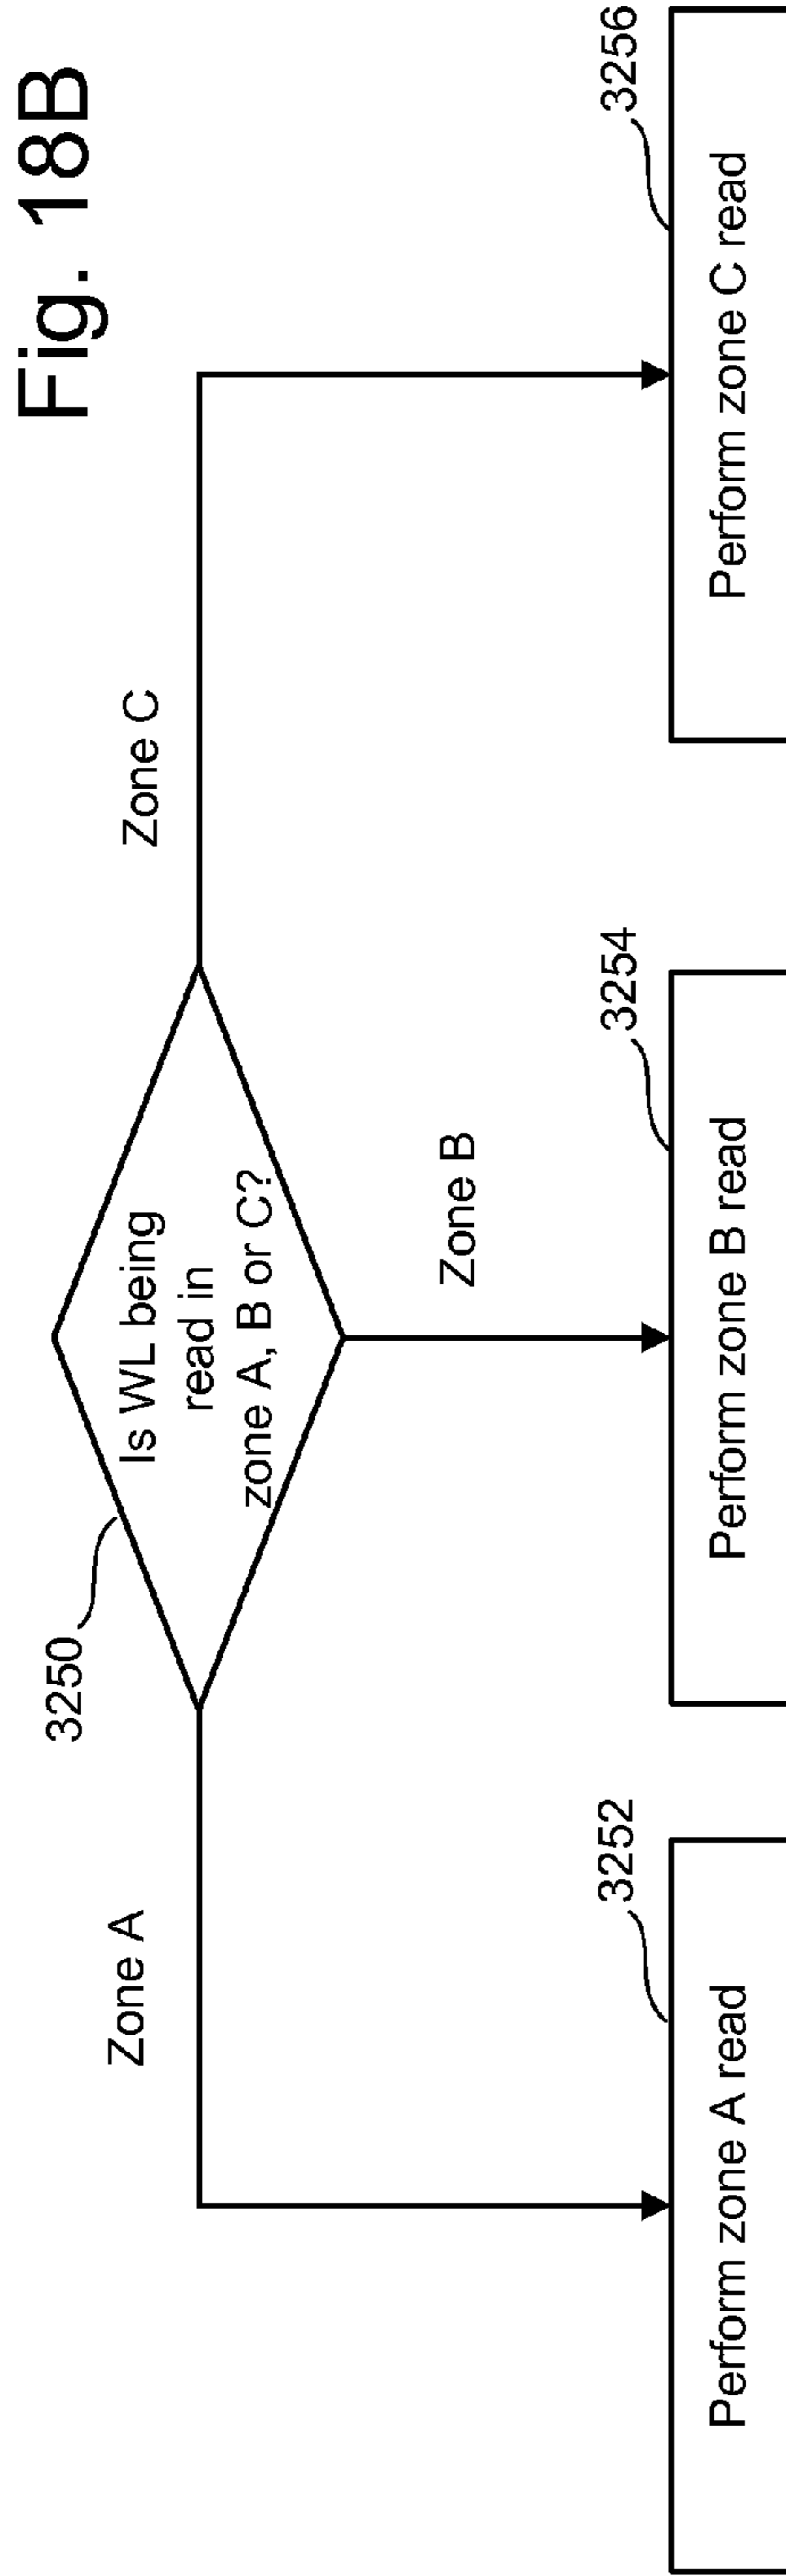 Fig. 18B
3250
Is WL being
read in
zone A, B or C?
Zone A
Zone B
Zone C
3252
Perform zone A read
3254
Perform zone B read
3256
Perform zone C read